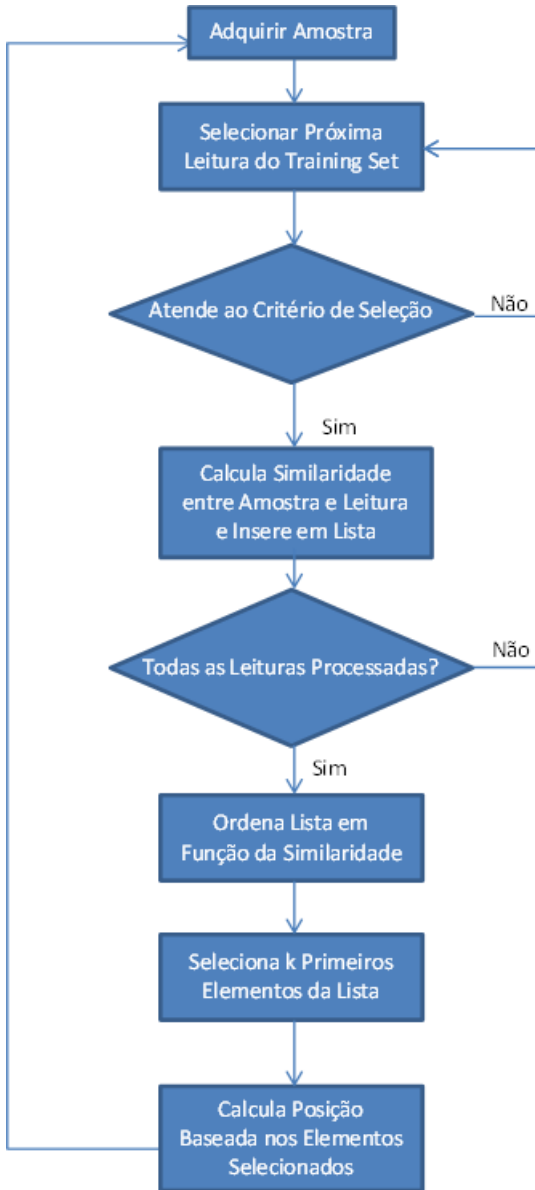 Adquirir Amostra
Selecionar Próxima
Leitura do Training Set
Atende ao Critério de Seleção
Não
Sim
Calcula Similaridade
entre Amostra e Leitura
e Insere em Lista
Todas as Leituras Processadas?
Não
Sim
Ordena Lista em
Função da Similaridade
Seleciona k Primeiros
Elementos da Lista
Calcula Posição
Baseada nos Elementos
Selecionados